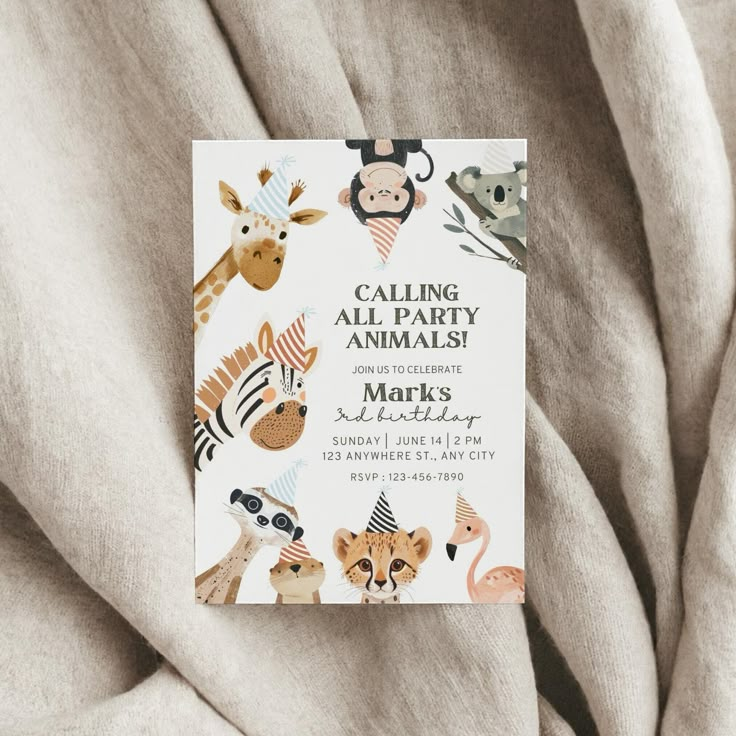 CALLING
ALL PARTY
ANIMALS!
JOIN US TO CELEBRATE
Mark's
3rd birthday
SUNDAY | JUNE 14 | 2 PM
123 ANYWHERE ST., ANY CITY
RSVP : 123-456-7890